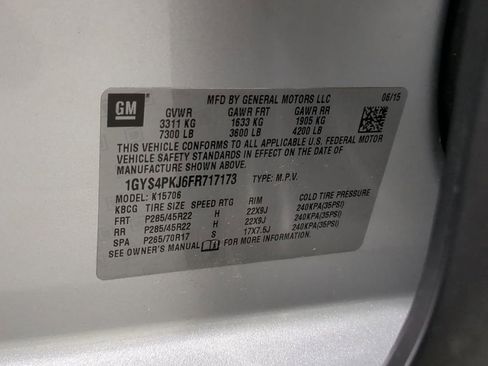 GM
MFD BY GENERAL MOTORS LLC 06/15
GVWR GAWR FRT GAWR RR
3311 KG 1633 KG 1905 KG
7300 LB 3600 LB 4200 LB
THIS VEHICLE CONFORMS TO ALL APPLICABLE U.S. FEDERAL MOTOR
VEHICLE SAFETY STANDARDS IN EFFECT ON THE DATE OF
MANUFACTURE SHOWN ABOVE.
1GYS4PKJ6FR717173 TYPE: M.P.V.
MODEL: K15706
KBCG TIRE SIZE SPEED RTG RIM COLD TIRE PRESSURE
FRT P285/45R22 H 22X9J 240KPA(35PSI)
RR P285/45R22 H 22X9J 240KPA(35PSI)
SPA P265/70R17 S 17X7.5J 240KPA(35PSI)
SEE OWNER'S MANUAL FOR MORE INFORMATION.